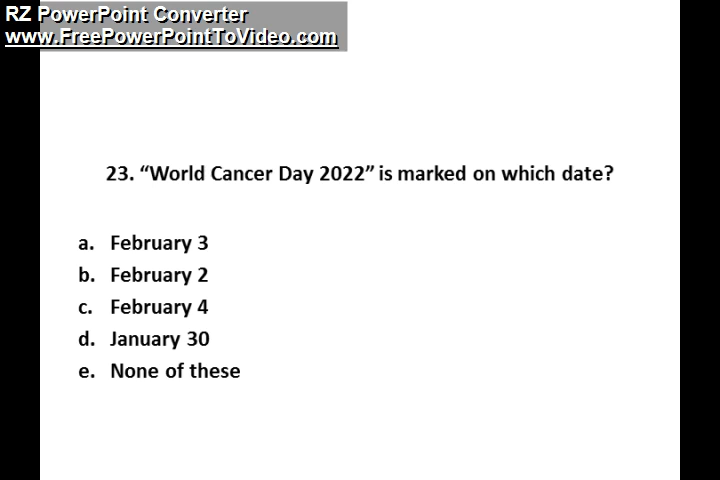 RZ PowerPoint Converter
www.FreePowerPointToVideo.com
23. “World Cancer Day 2022” is marked on which date?
a. February 3
b. February 2
c. February 4
d. January 30
e. None of these